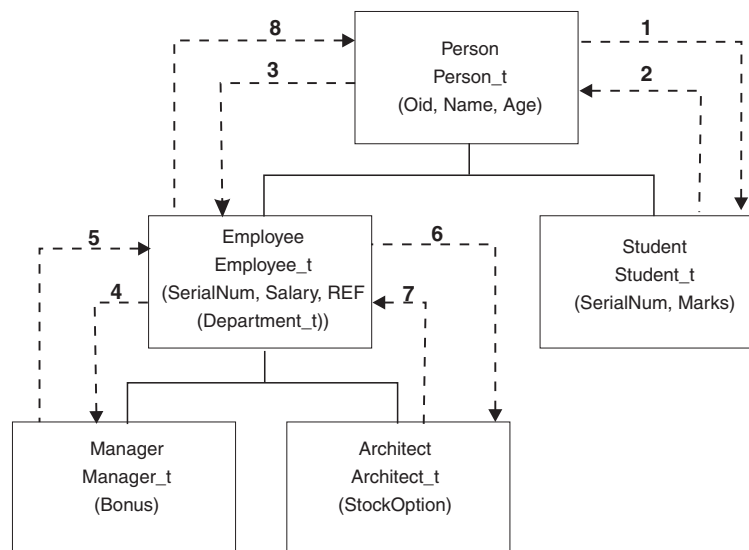 8
1
Person
Person_t
(Oid, Name, Age)
3
2
5
Employee
Employee_t
(SerialNum, Salary, REF
(Department_t))
6
Student
Student_t
(SerialNum, Marks)
4
7
Manager
Manager_t
(Bonus)
Architect
Architect_t
(StockOption)